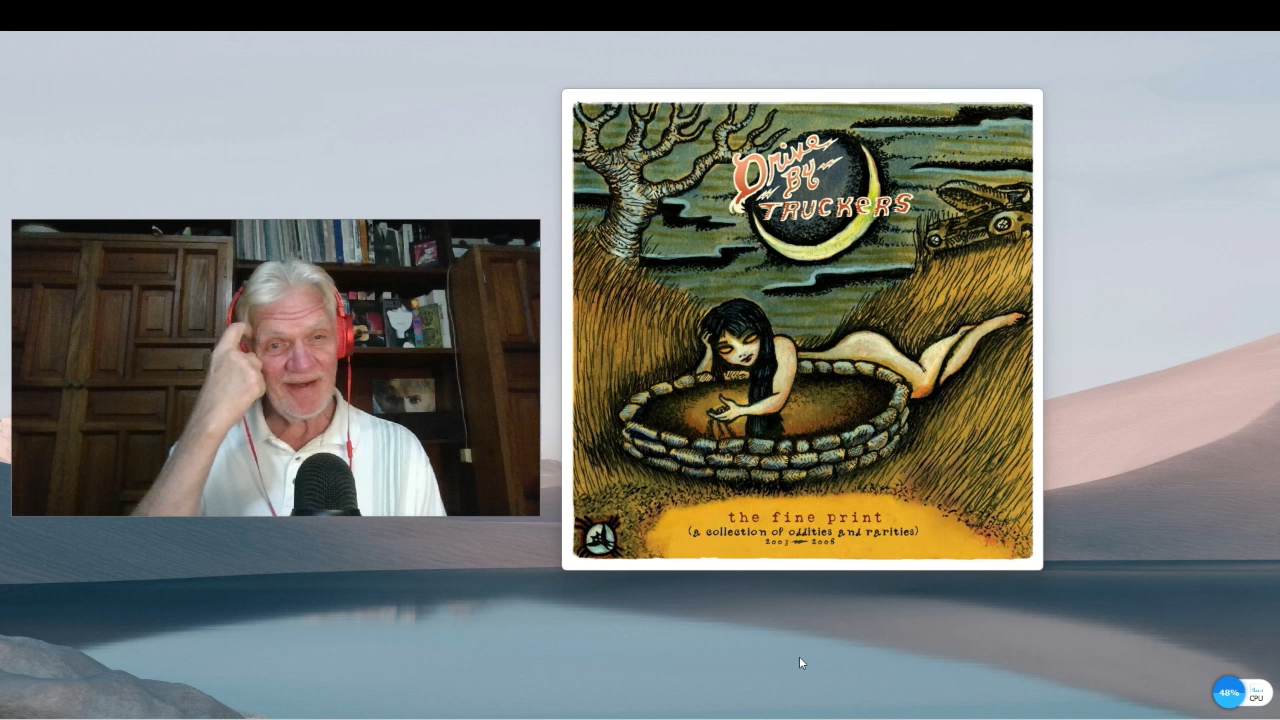 Drive
By
TRUCKERS
the fine print
(a collection of oddities and rarities)
2003 2008
48%
CPU